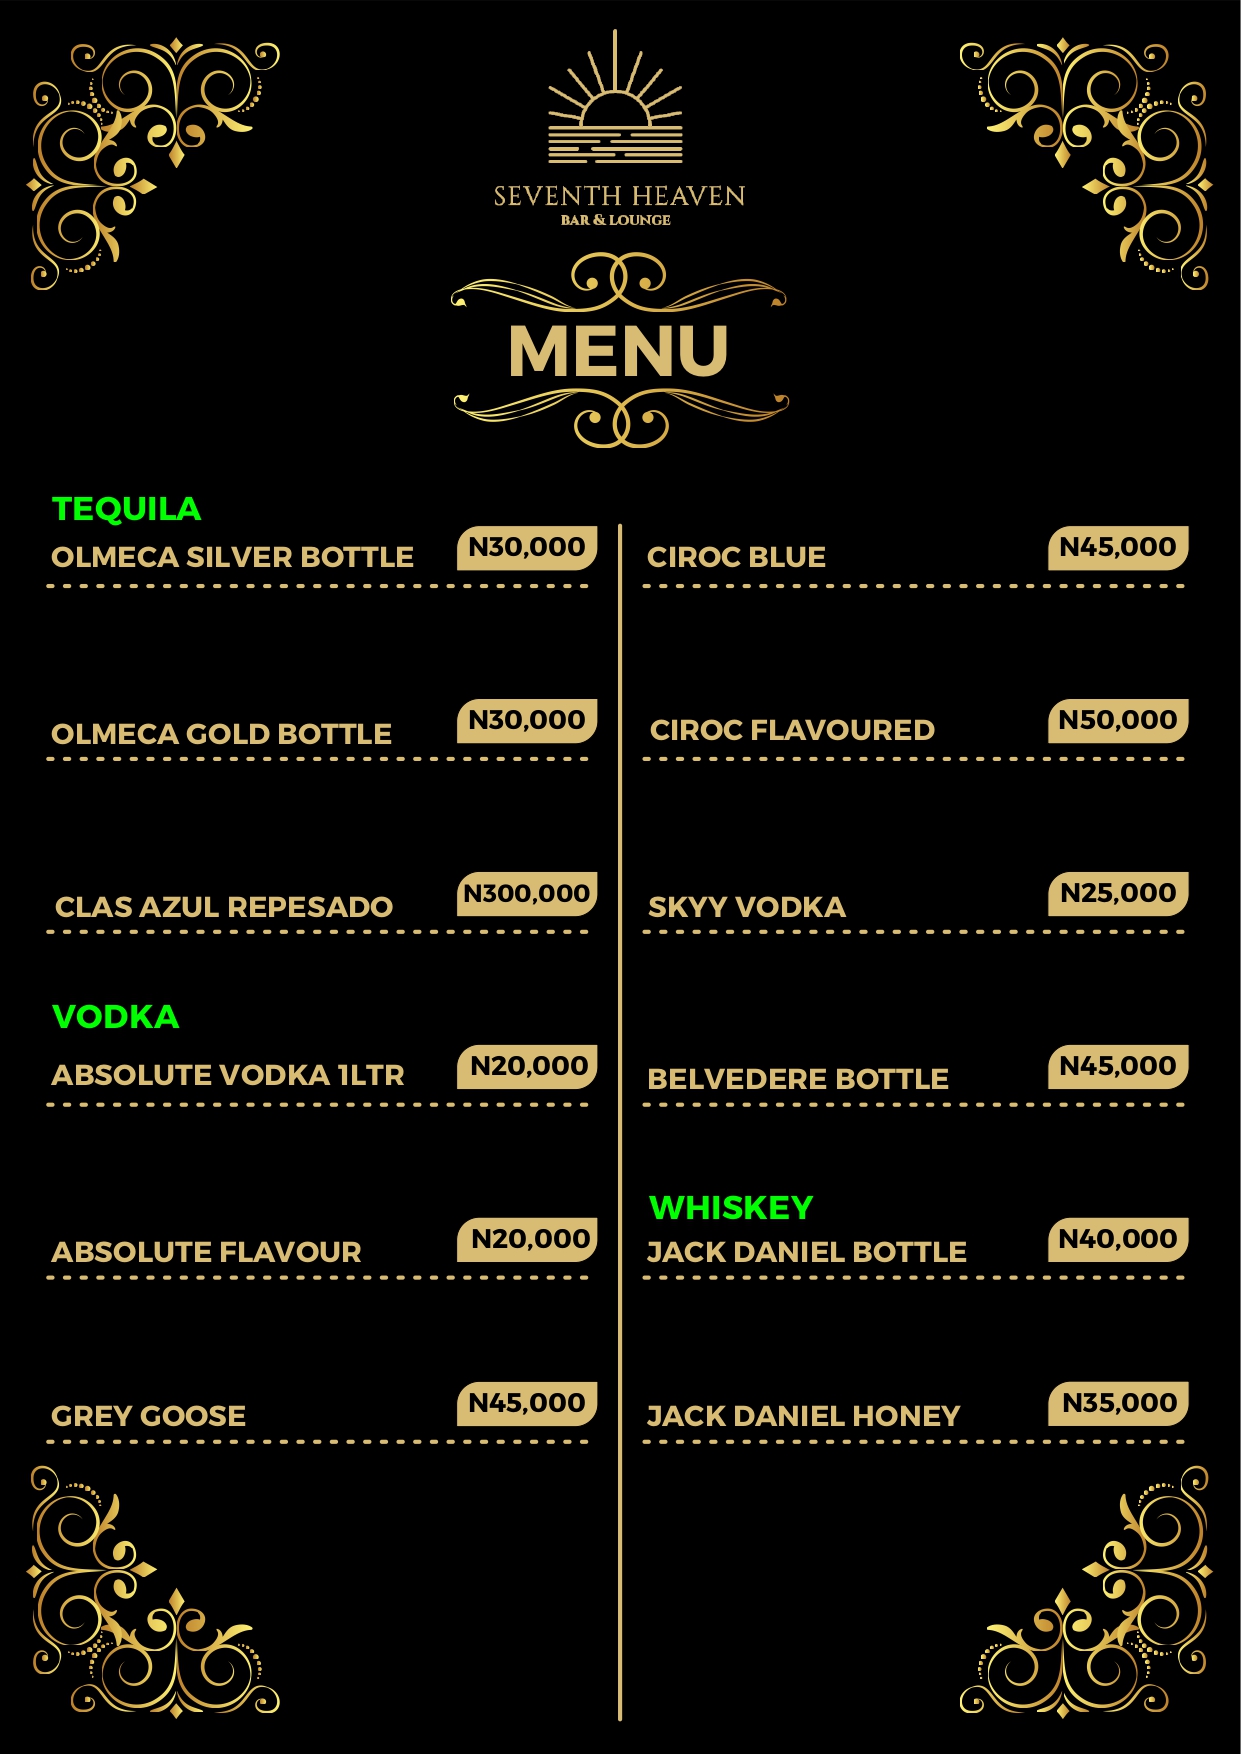 SEVENTH HEAVEN
BAR & LOUNGE
MENU
TEQUILA
OLMECA SILVER BOTTLE N30,000
OLMECA GOLD BOTTLE N30,000
CLAS AZUL REPESADO N300,000
VODKA
ABSOLUTE VODKA 1LTR N20,000
ABSOLUTE FLAVOUR N20,000
GREY GOOSE N45,000
CIROC BLUE N45,000
CIROC FLAVOURED N50,000
SKYY VODKA N25,000
BELVEDERE BOTTLE N45,000
WHISKEY
JACK DANIEL BOTTLE N40,000
JACK DANIEL HONEY N35,000